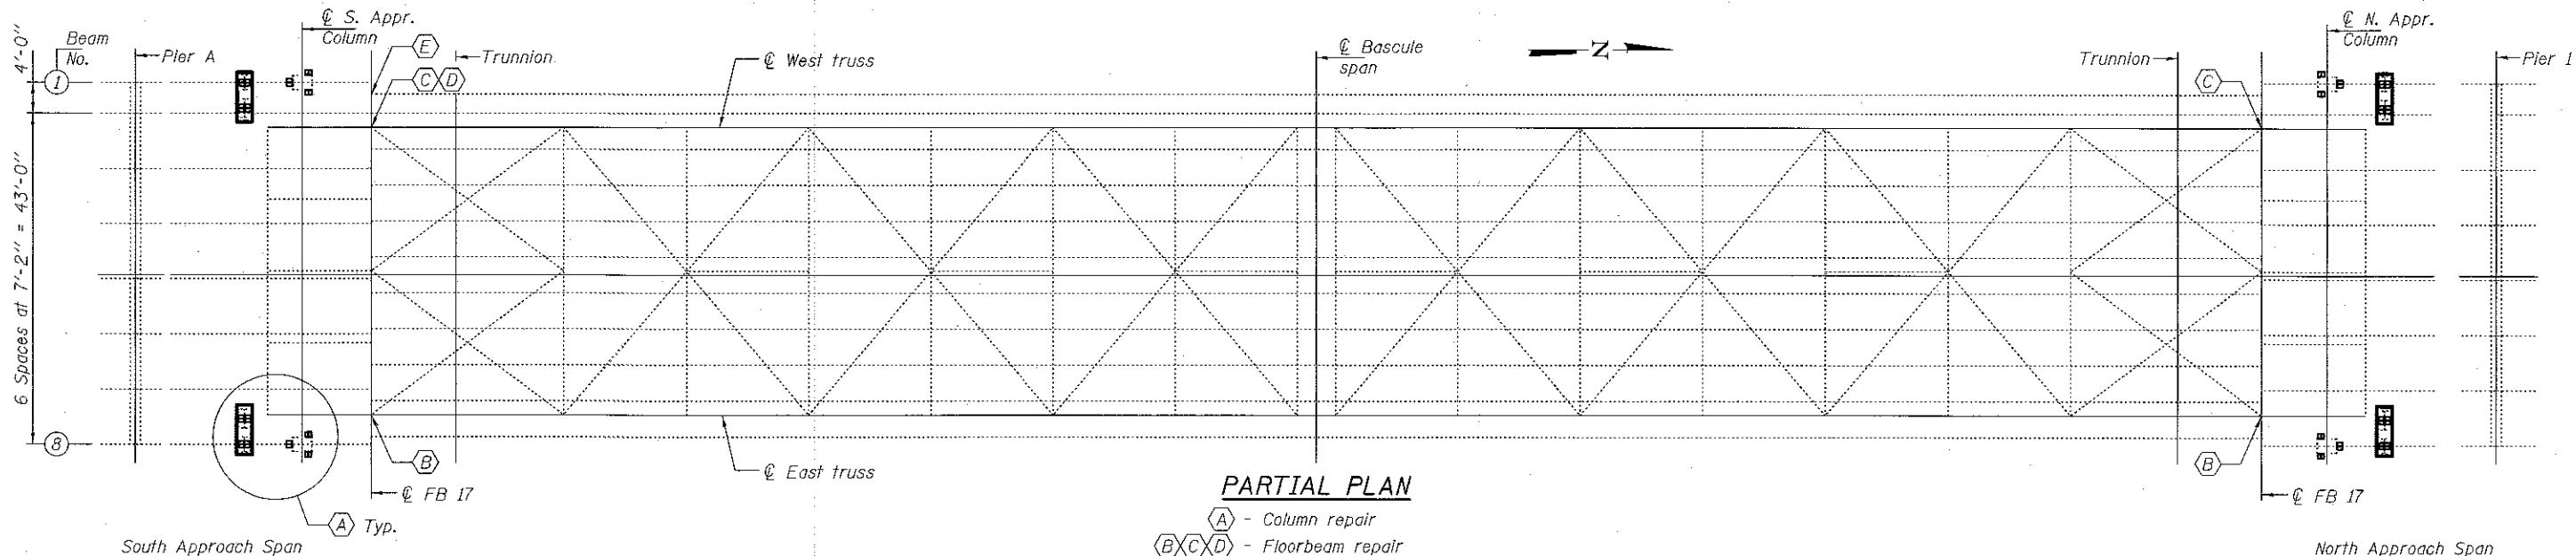 ℄ S. Appr.
Column
Beam
No.
Pier A
E
Trunnion
C D
℄ West truss
℄ Bascule
span
N
Trunnion
℄ N. Appr.
Column
Pier 1
C
1
4'-0"
6 Spaces at 7'-2" = 43'-0"
8
B
℄ FB 17
A Typ.
South Approach Span
℄ East truss
PARTIAL PLAN
A - Column repair
B C D - Floorbeam repair
B
℄ FB 17
North Approach Span